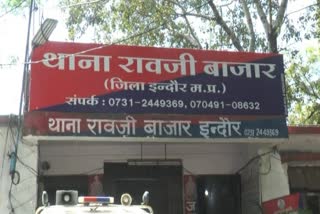 थाना रावजी बाजार
(जिला इन्दौर म.प्र.)
संपर्क : 0731-2449369, 070491-08632
थाना रावजी बाजार इन्दौर